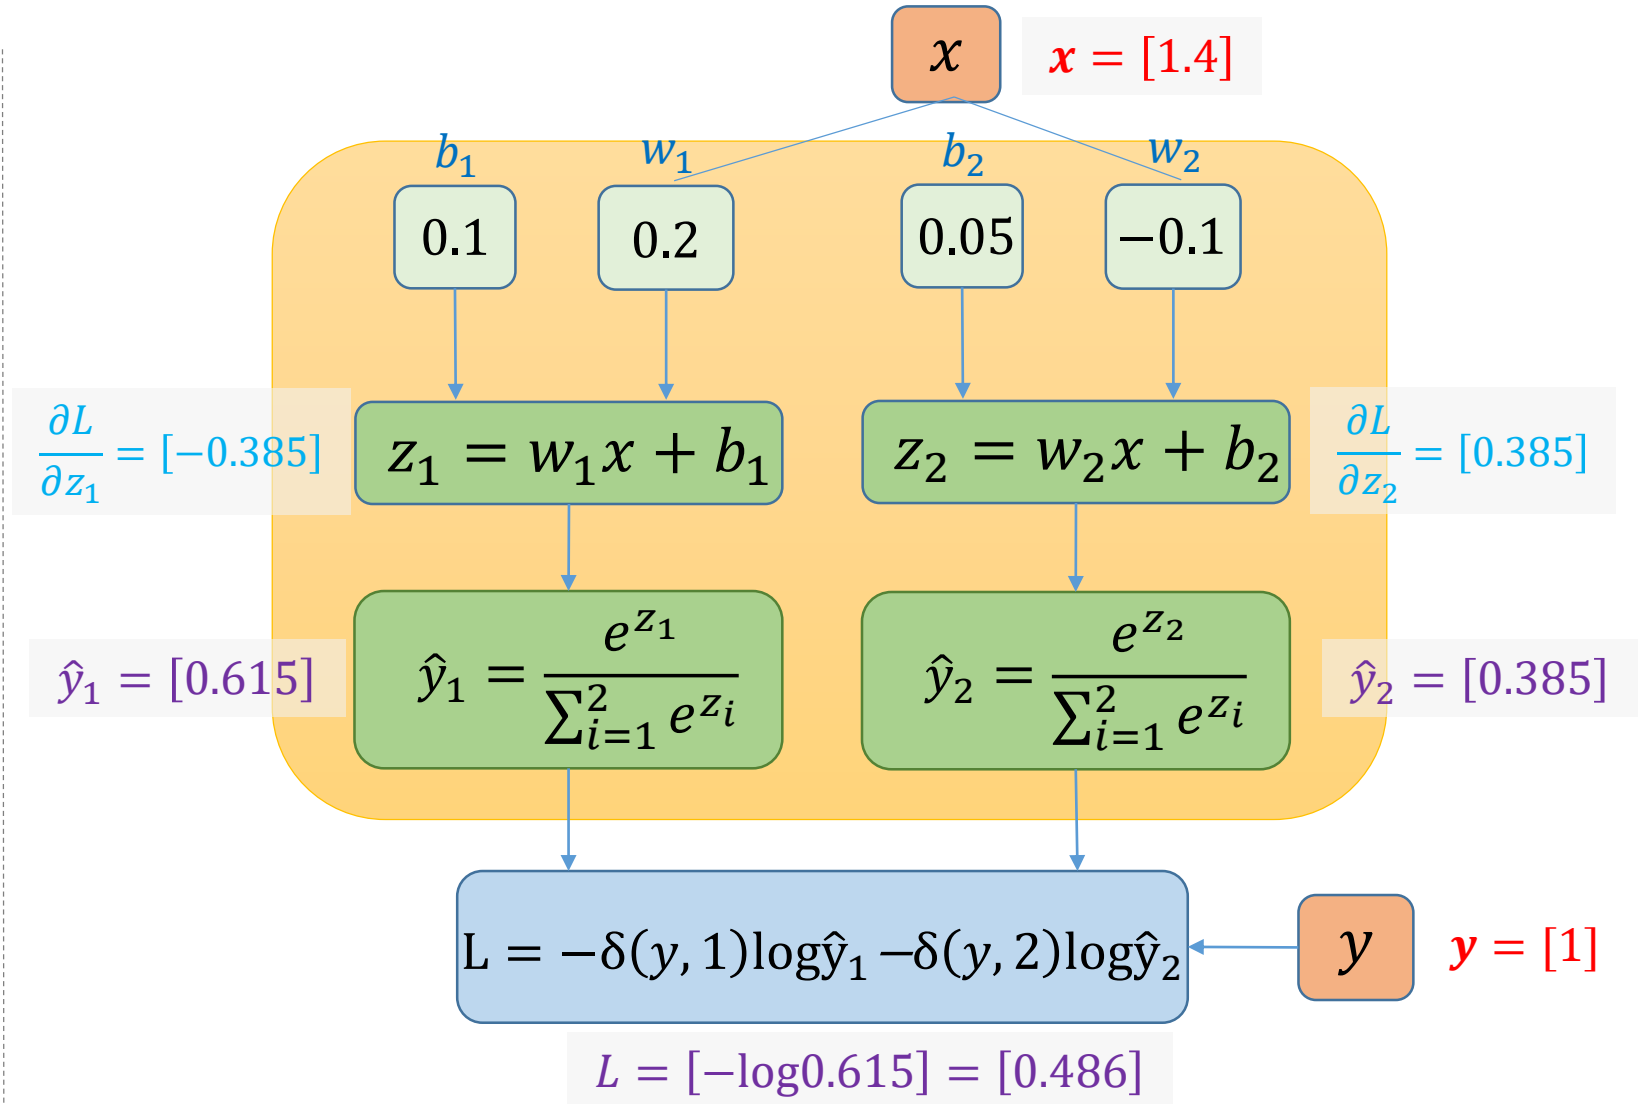 x
𝒙 = [1.4]
b₁ w₁ b₂ w₂
0.1 0.2 0.05 −0.1
∂L/∂z₁ = [−0.385]
z₁ = w₁x + b₁
z₂ = w₂x + b₂
∂L/∂z₂ = [0.385]
ŷ₁ = [0.615]
ŷ₁ = e^{z₁} / ∑_{i=1}^{2} e^{z_i}
ŷ₂ = e^{z₂} / ∑_{i=1}^{2} e^{z_i}
ŷ₂ = [0.385]
L = −δ(y, 1)logŷ₁ −δ(y, 2)logŷ₂
y
𝒚 = [1]
L = [−log0.615] = [0.486]